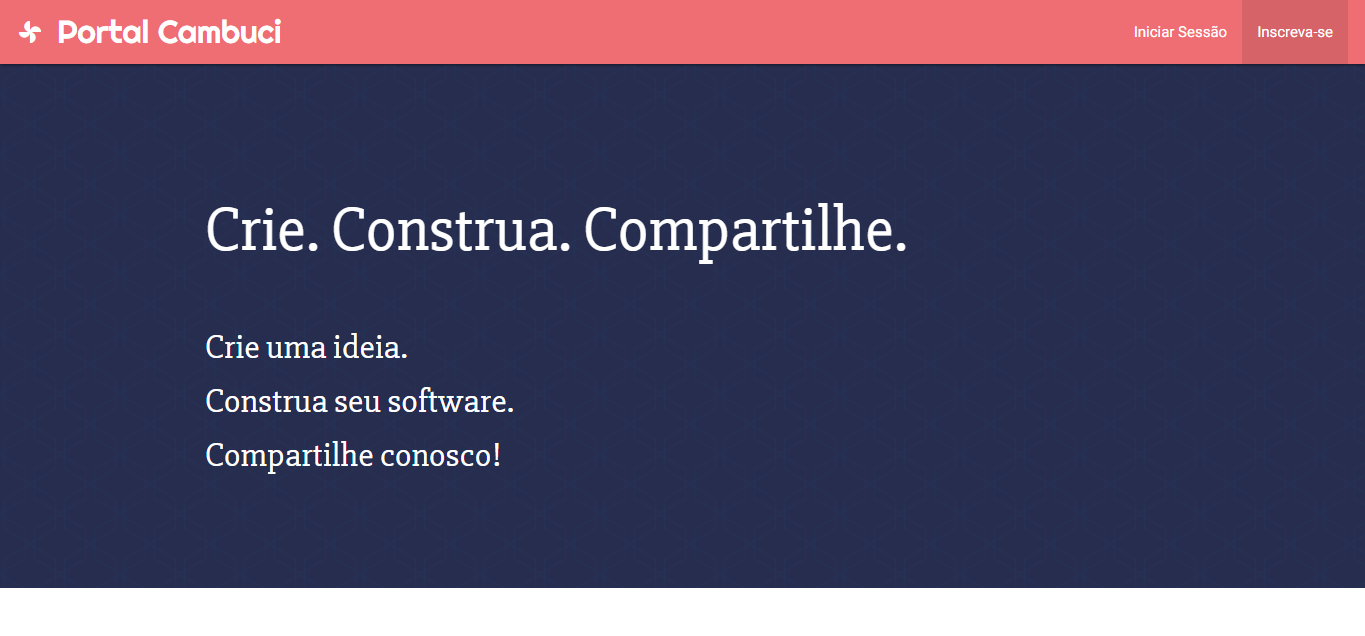 Portal Cambuci
Iniciar Sessão
Inscreva-se
Crie. Construa. Compartilhe.
Crie uma ideia.
Construa seu software.
Compartilhe conosco!